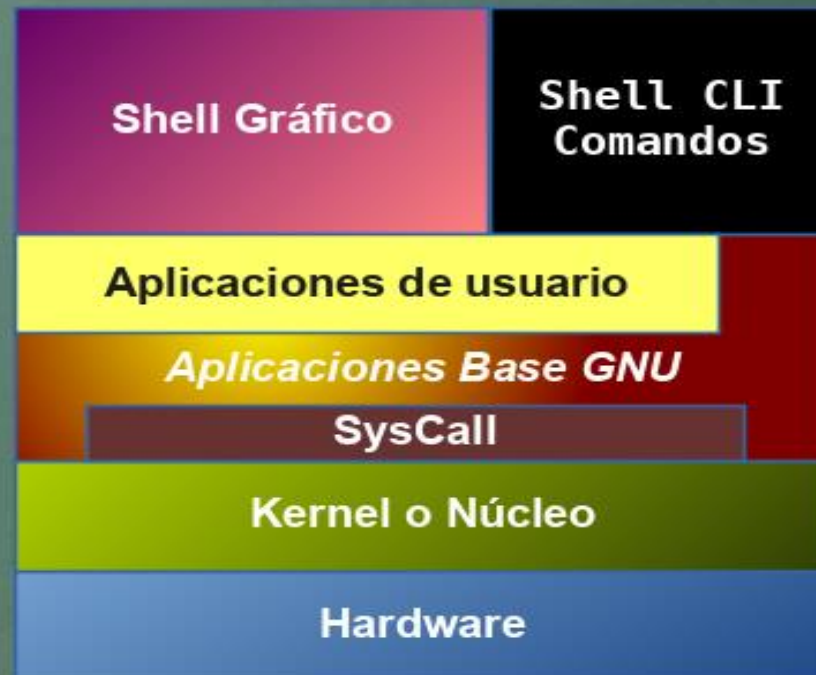 Shell Gráfico
Shell CLI
Comandos
Aplicaciones de usuario
Aplicaciones Base GNU
SysCall
Kernel o Núcleo
Hardware